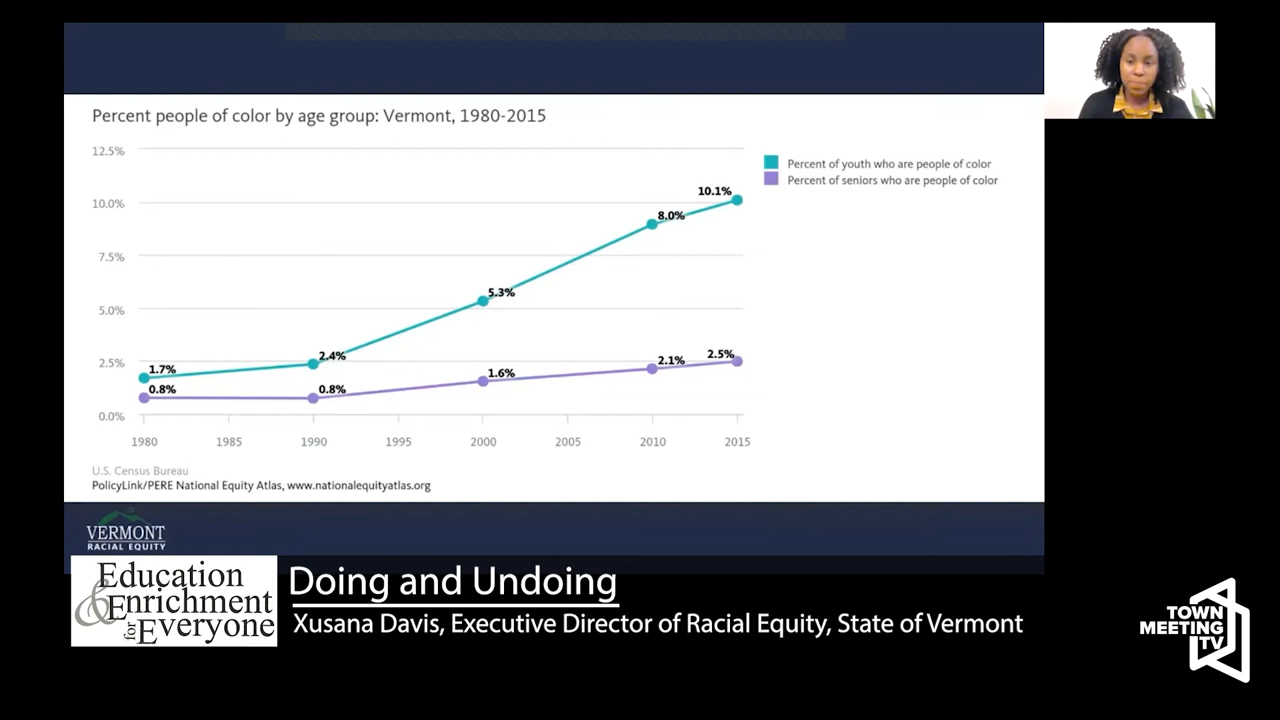 Percent people of color by age group: Vermont, 1980-2015
12.5%
10.0%
7.5%
5.0%
2.5%
0.0%
Percent of youth who are people of color
Percent of seniors who are people of color
1.7%
2.4%
5.3%
8.0%
10.1%
0.8%
0.8%
1.6%
2.1%
2.5%
1980 1985 1990 1995 2000 2005 2010 2015
U.S. Census Bureau
PolicyLink/PERE National Equity Atlas, www.nationalequityatlas.org
VERMONT
RACIAL EQUITY
Education
& Enrichment
for Everyone
Doing and Undoing
Xusana Davis, Executive Director of Racial Equity, State of Vermont
TOWN
MEETING
TV